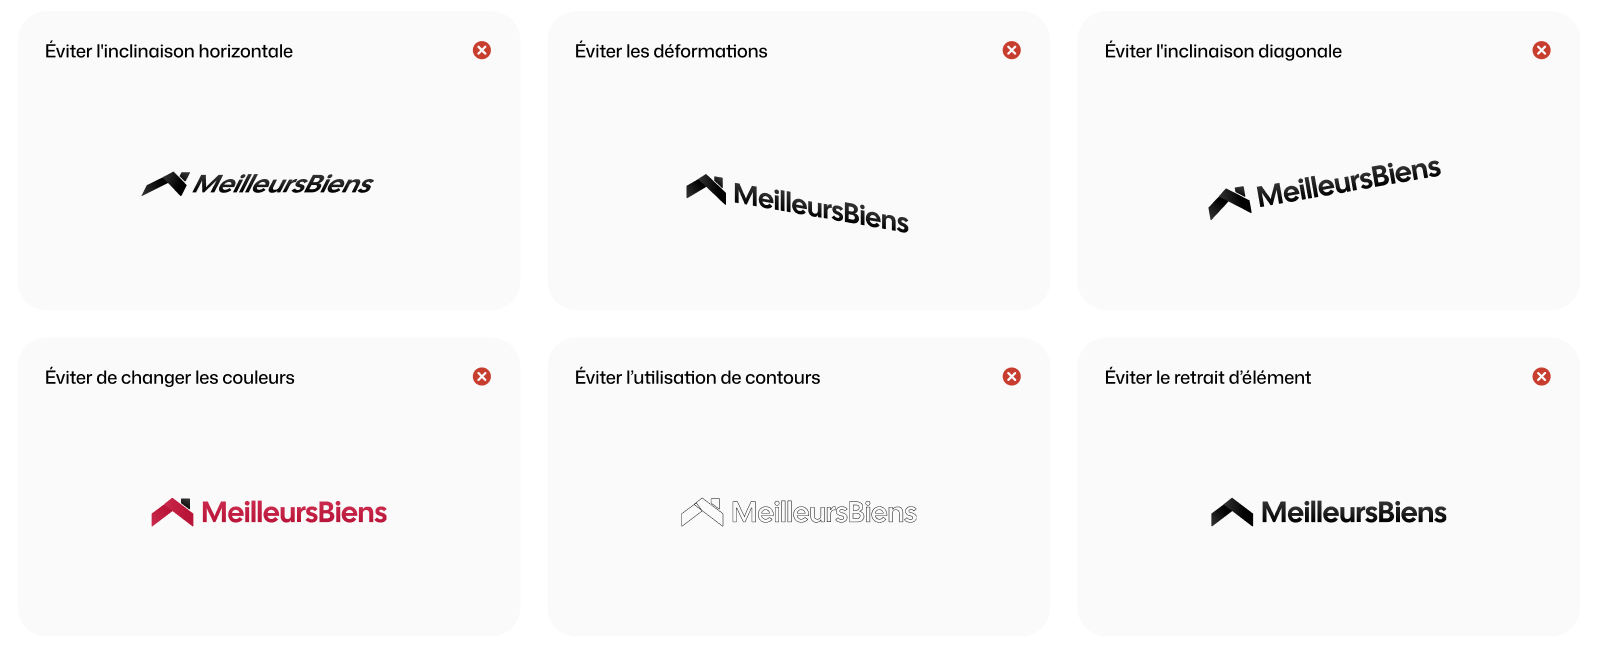 Éviter l'inclinaison horizontale
MeilleursBiens
Éviter les déformations
MeilleursBiens
Éviter l'inclinaison diagonale
MeilleursBiens
Éviter de changer les couleurs
MeilleursBiens
Éviter l’utilisation de contours
MeilleursBiens
Éviter le retrait d’élément
MeilleursBiens